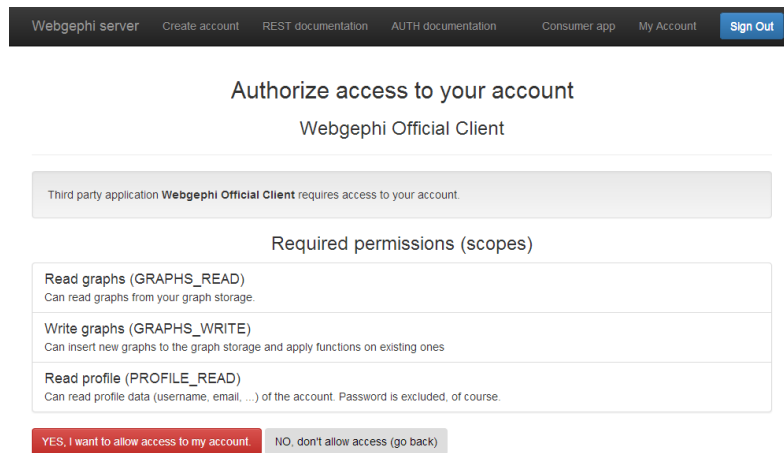 Webgephi server Create account REST documentation AUTH documentation Consumer app My Account Sign Out
Authorize access to your account
Webgephi Official Client
Third party application Webgephi Official Client requires access to your account.
Required permissions (scopes)
Read graphs (GRAPHS_READ)
Can read graphs from your graph storage.
Write graphs (GRAPHS_WRITE)
Can insert new graphs to the graph storage and apply functions on existing ones
Read profile (PROFILE_READ)
Can read profile data (username, email, ...) of the account. Password is excluded, of course.
YES, I want to allow access to my account. NO, don't allow access (go back)